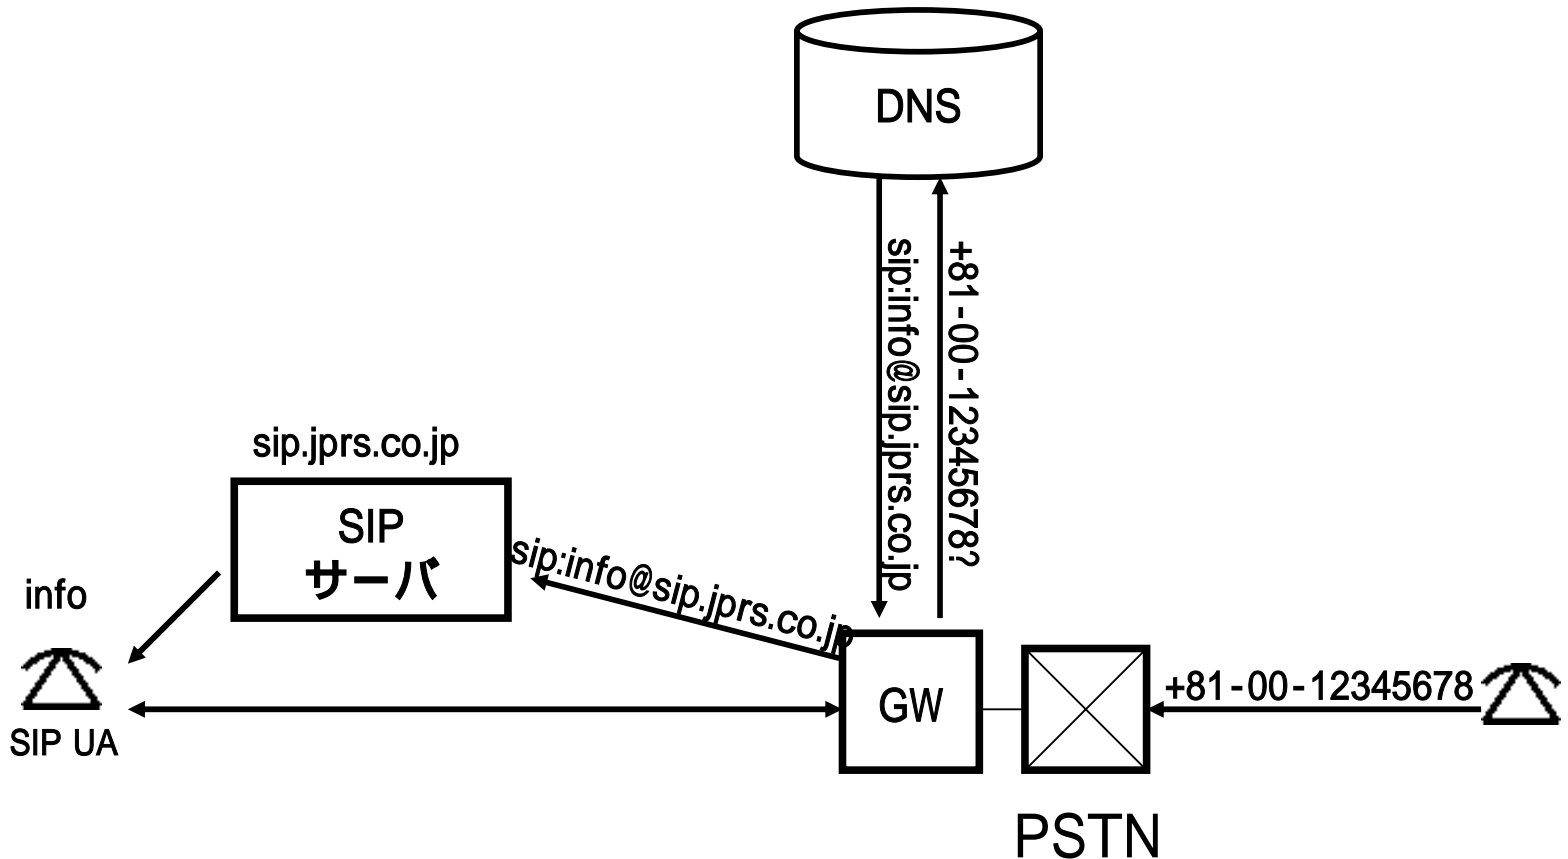 DNS
sip:info@sip.jprs.co.jp
+81-00-12345678?
sip.jprs.co.jp
SIP
サーバ
sip:info@sip.jprs.co.jp
info
SIP UA
GW
+81-00-12345678
PSTN